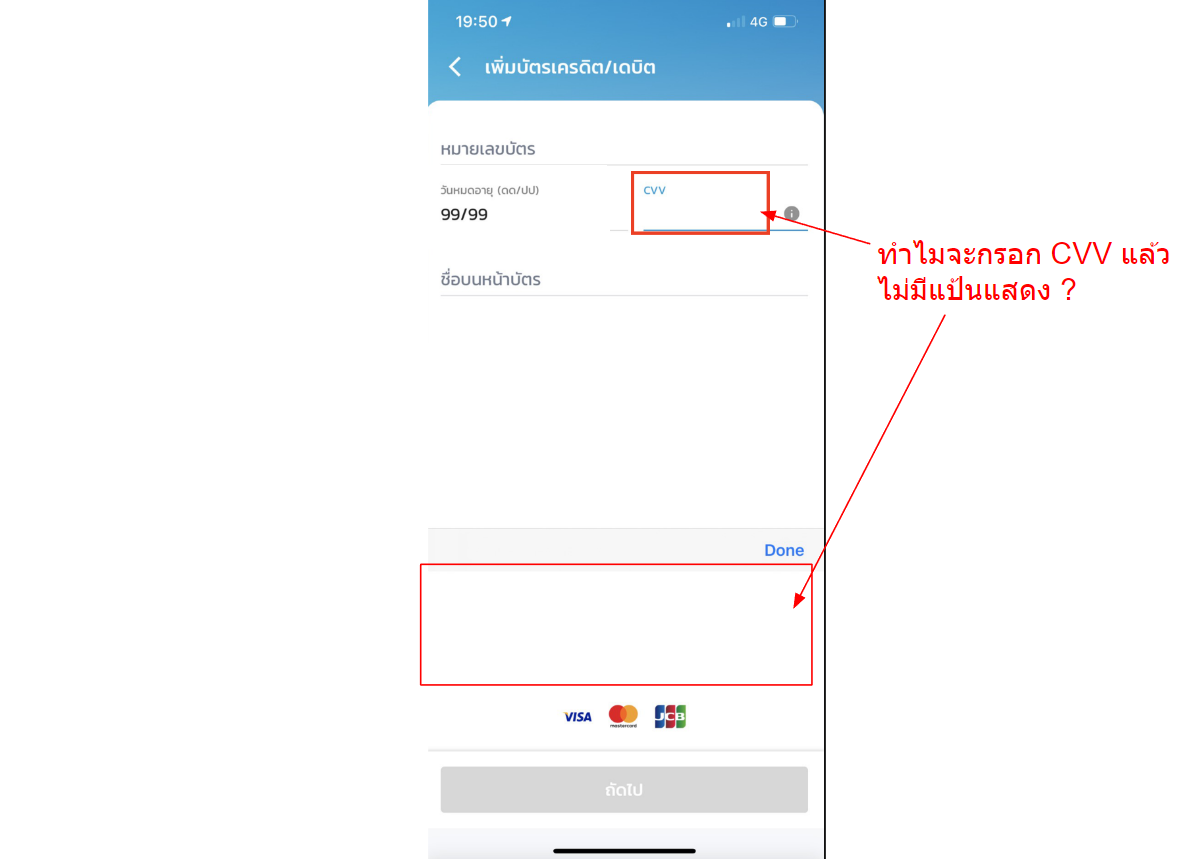 19:50
4G
เพิ่มบัตรเครดิต/เดบิต
หมายเลขบัตร
วันหมดอายุ (ดด/ปป)
CVV
99/99
ทำไมจะกรอก CVV แล้ว
ไม่มีแป้นแสดง ?
ชื่อบนหน้าบัตร
Done
VISA
mastercard
JCB
ถัดไป